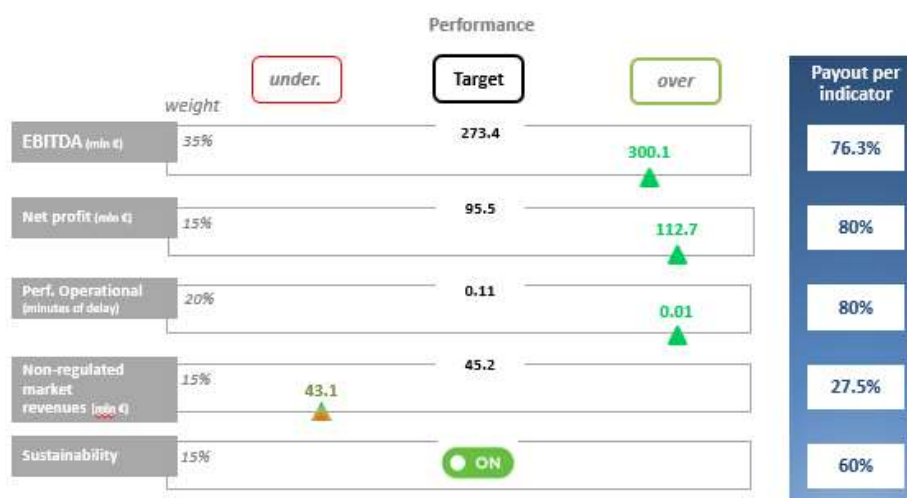 Performance
under.
Target
over
Payout per
indicator
weight
EBITDA (mln €)
35%
273.4
300.1
76.3%
Net profit (mln €)
15%
95.5
112.7
80%
Perf. Operational
(minutes of delay)
20%
0.11
0.01
80%
Non-regulated
market
revenues (mln €)
15%
45.2
43.1
27.5%
Sustainability
15%
ON
60%